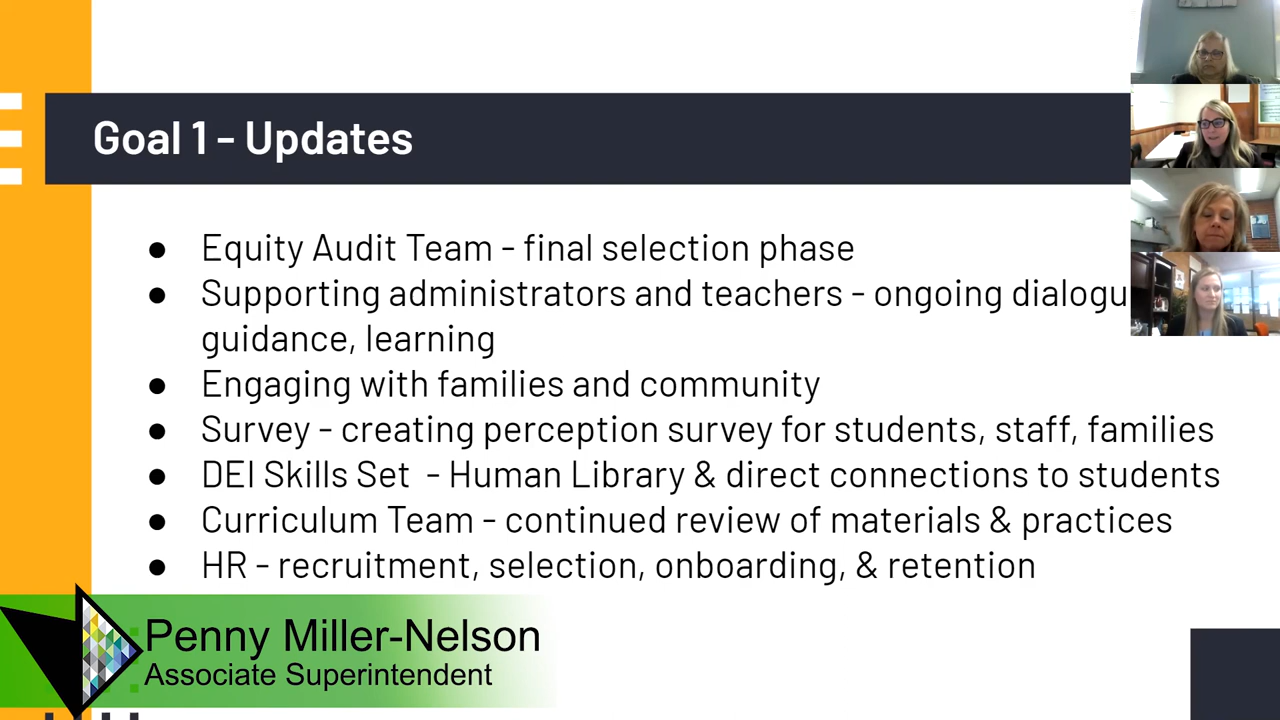 Goal 1 - Updates
● Equity Audit Team - final selection phase
● Supporting administrators and teachers - ongoing dialogu
guidance, learning
● Engaging with families and community
● Survey - creating perception survey for students, staff, families
● DEI Skills Set - Human Library & direct connections to students
● Curriculum Team - continued review of materials & practices
● HR - recruitment, selection, onboarding, & retention
Penny Miller-Nelson
Associate Superintendent